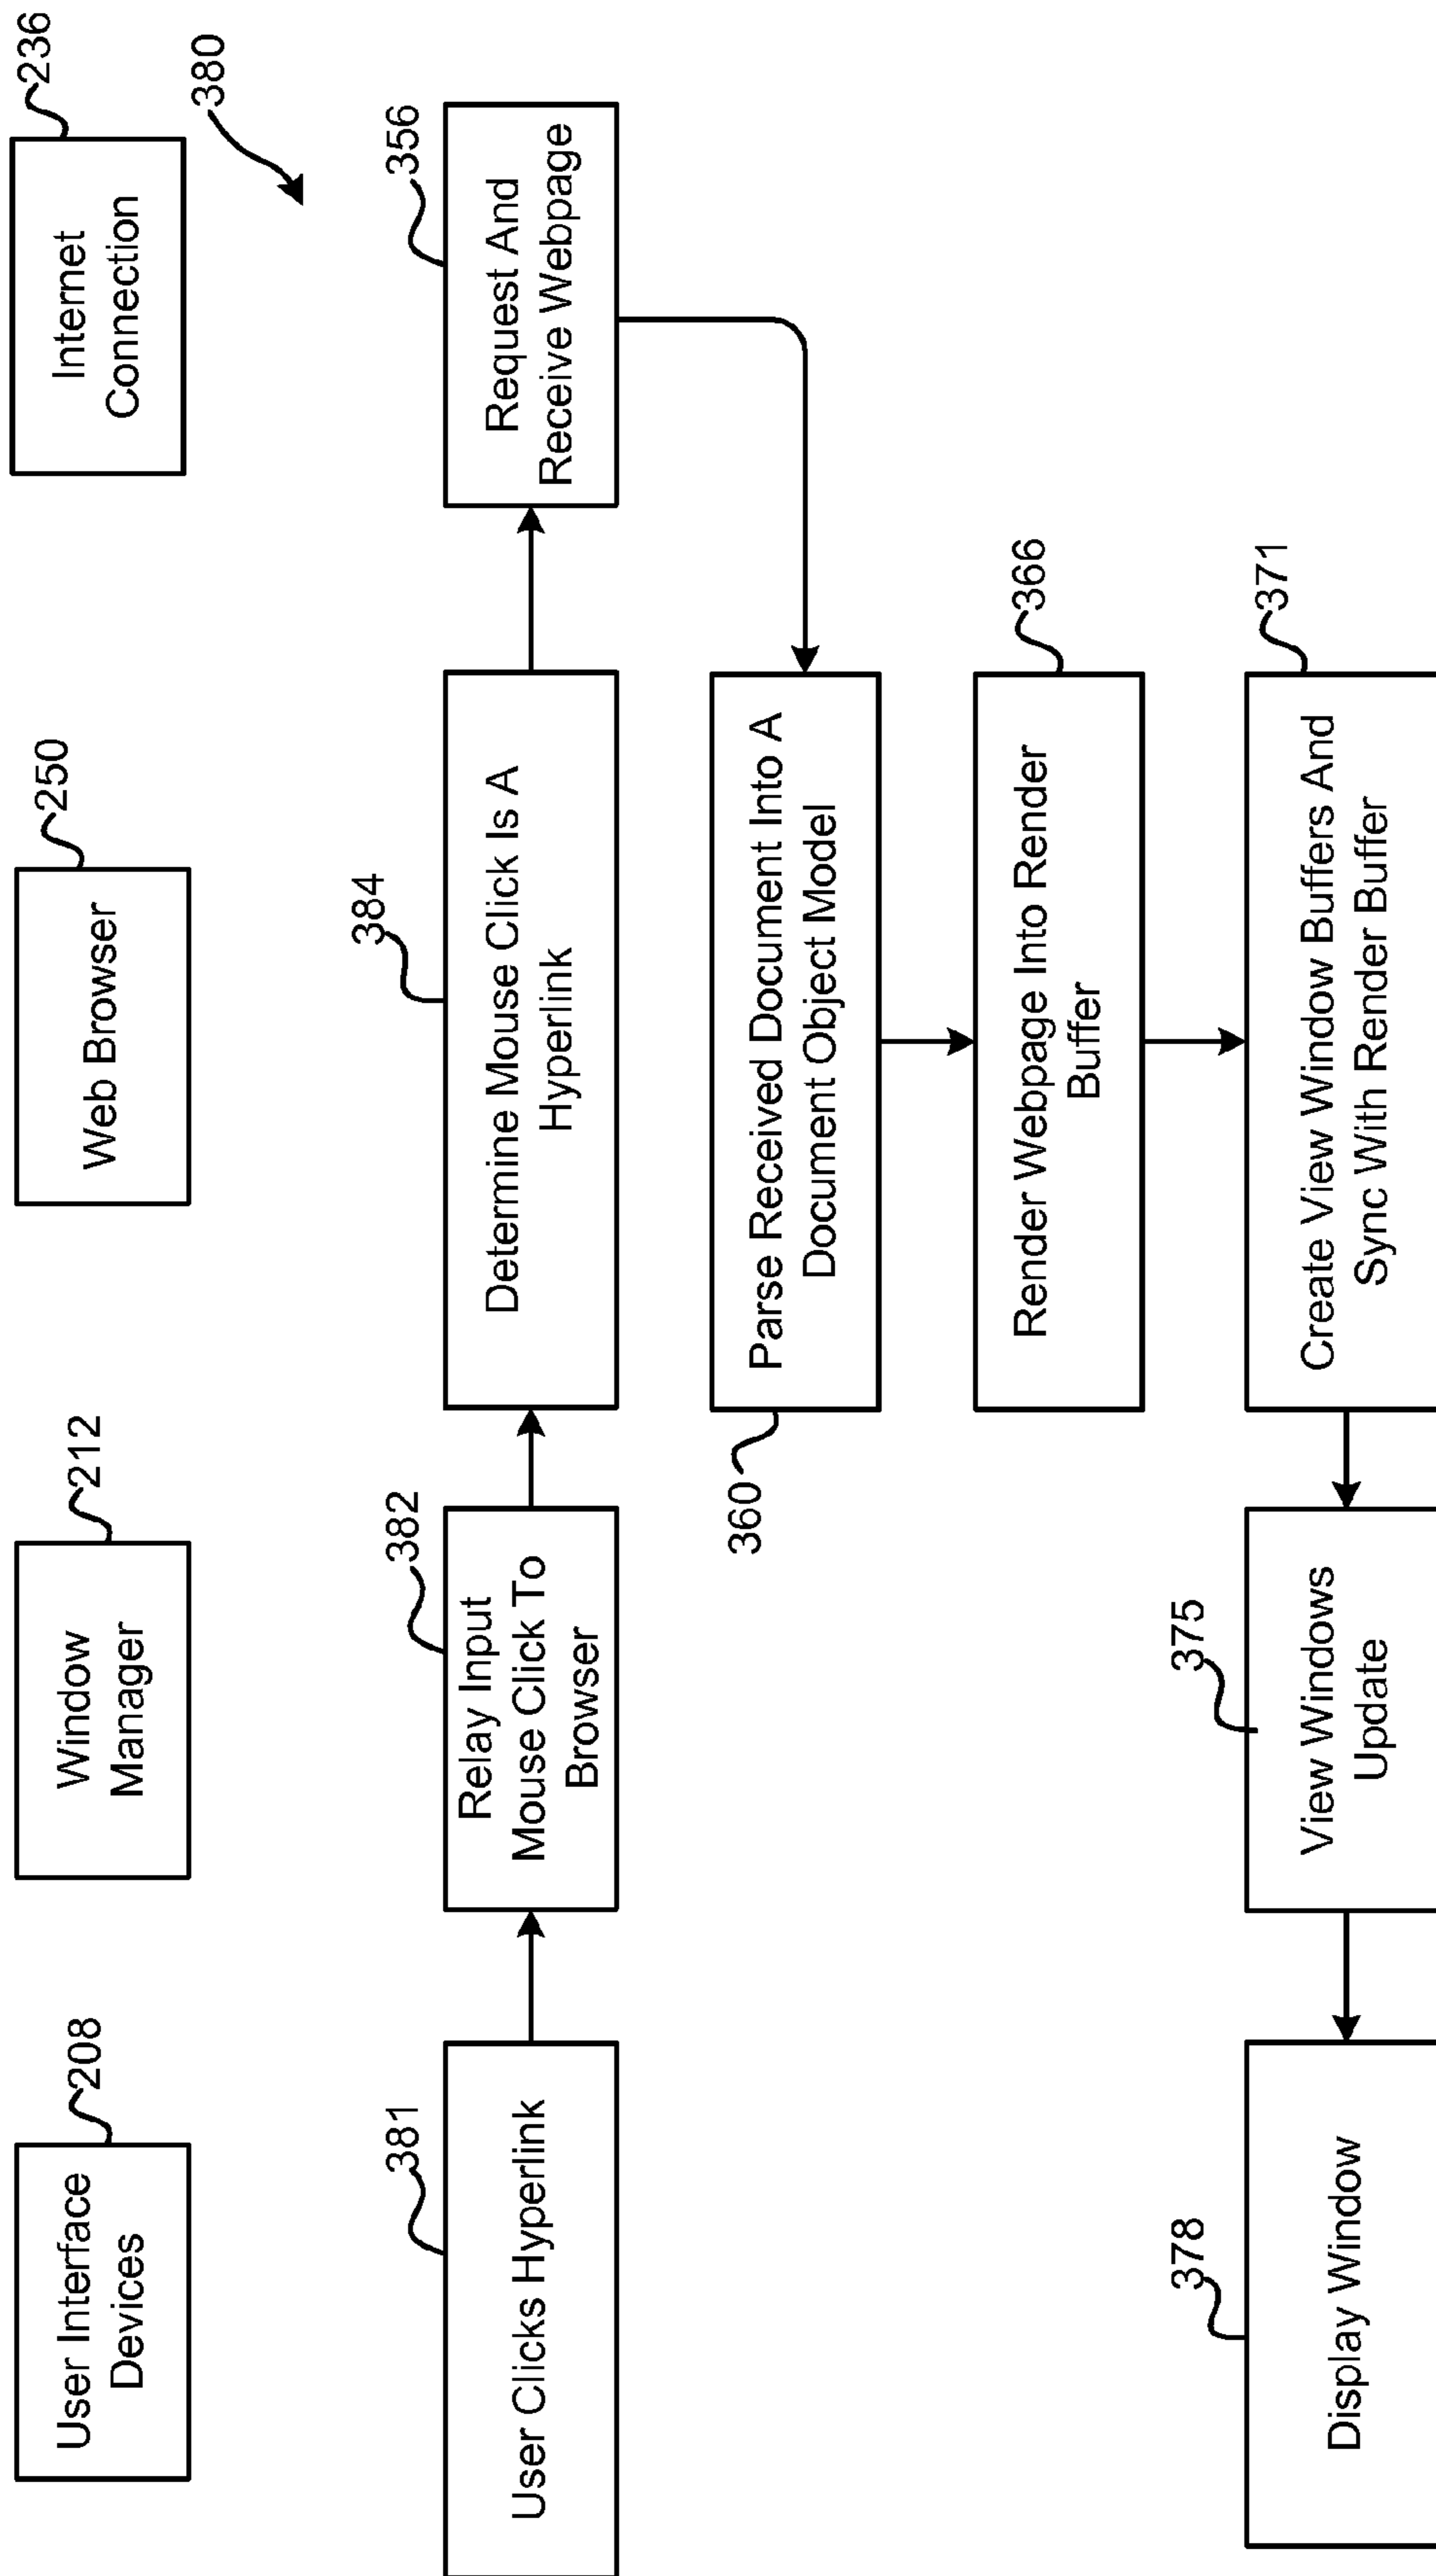 User Interface
Devices
208
Window
Manager
212
Web Browser
250
Internet
Connection
236
380
381
User Clicks Hyperlink
382
Relay Input
Mouse Click To
Browser
384
Determine Mouse Click Is A
Hyperlink
356
Request And
Receive Webpage
360
Parse Received Document Into A
Document Object Model
366
Render Webpage Into Render
Buffer
371
Create View Window Buffers And
Sync With Render Buffer
375
View Windows
Update
378
Display Window